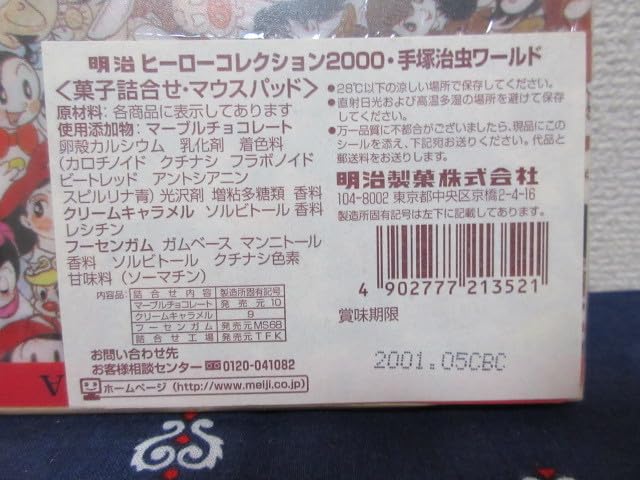 明治 ヒーローコレクション2000・手塚治虫ワールド
<菓子詰合せ・マウスパッド>
原材料：各商品に表示してあります
使用添加物：マーブルチョコレート
卵殻カルシウム 乳化剤 着色料
(カロチノイド クチナシ フラボノイド
ビートレッド アントシアニン
スピルリナ青) 光沢剤 増粘多糖類 香料
クリームキャラメル ソルビトール 香料
レシチン
フーセンガム ガムベース マンニトール
香料 ソルビトール クチナシ色素
甘味料 (ソーマチン)
内容品： 詰合せ内容 製造所固有記号
マーブルチョコレート 発売元10
クリームキャラメル 9
フーセンガム 発売元MS6B
詰合せ工場 発売元TFK
お問い合わせ先
お客様相談センター 0120-041082
ホームページ (http://www.meiji.co.jp)
●28℃以下の涼しい場所で保存してください。
●直射日光および高温多湿の場所を避けて保存
してください。
●万一品質に不都合がございましたら、現品にこの
シールを添え、下記宛お送りください。代品と
郵送料をお送りします。
明治製菓株式会社
104-8002 東京都中央区京橋2-4-16
製造所固有記号は左下に記載してあります。
4 902777 213521
賞味期限
2001.05CBC
A